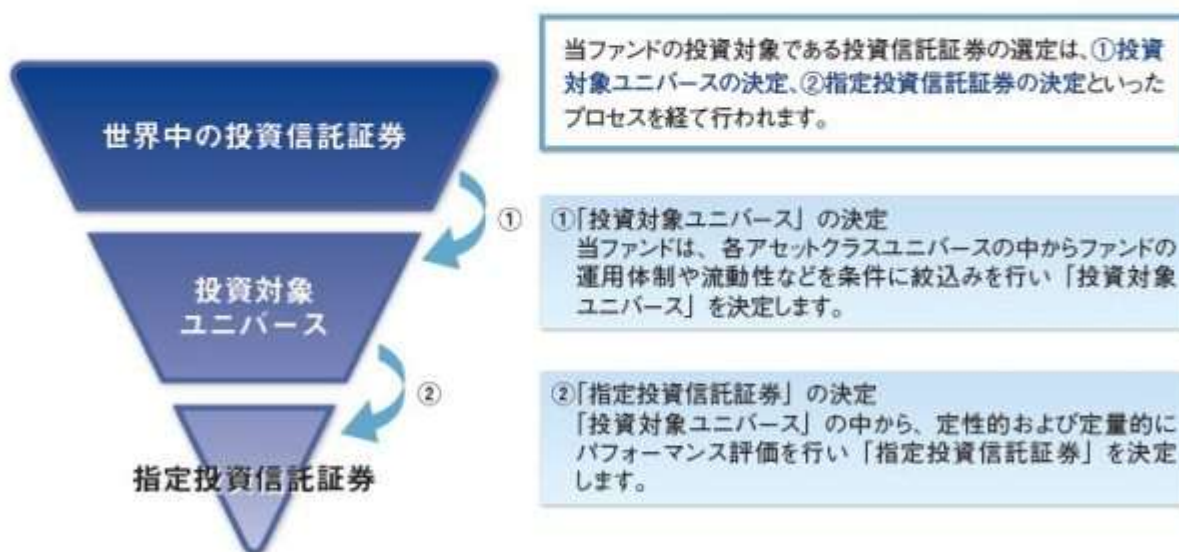 当ファンドの投資対象である投資信託証券の選定は、①投資
対象ユニバースの決定、②指定投資信託証券の決定といった
プロセスを経て行われます。
世界中の投資信託証券
①
①「投資対象ユニバース」の決定
当ファンドは、各アセットクラスユニバースの中からファンドの
運用体制や流動性などを条件に絞込みを行い「投資対象
ユニバース」を決定します。
投資対象
ユニバース
②
②「指定投資信託証券」の決定
「投資対象ユニバース」の中から、定性的および定量的に
パフォーマンス評価を行い「指定投資信託証券」を決定
します。
指定投資信託証券